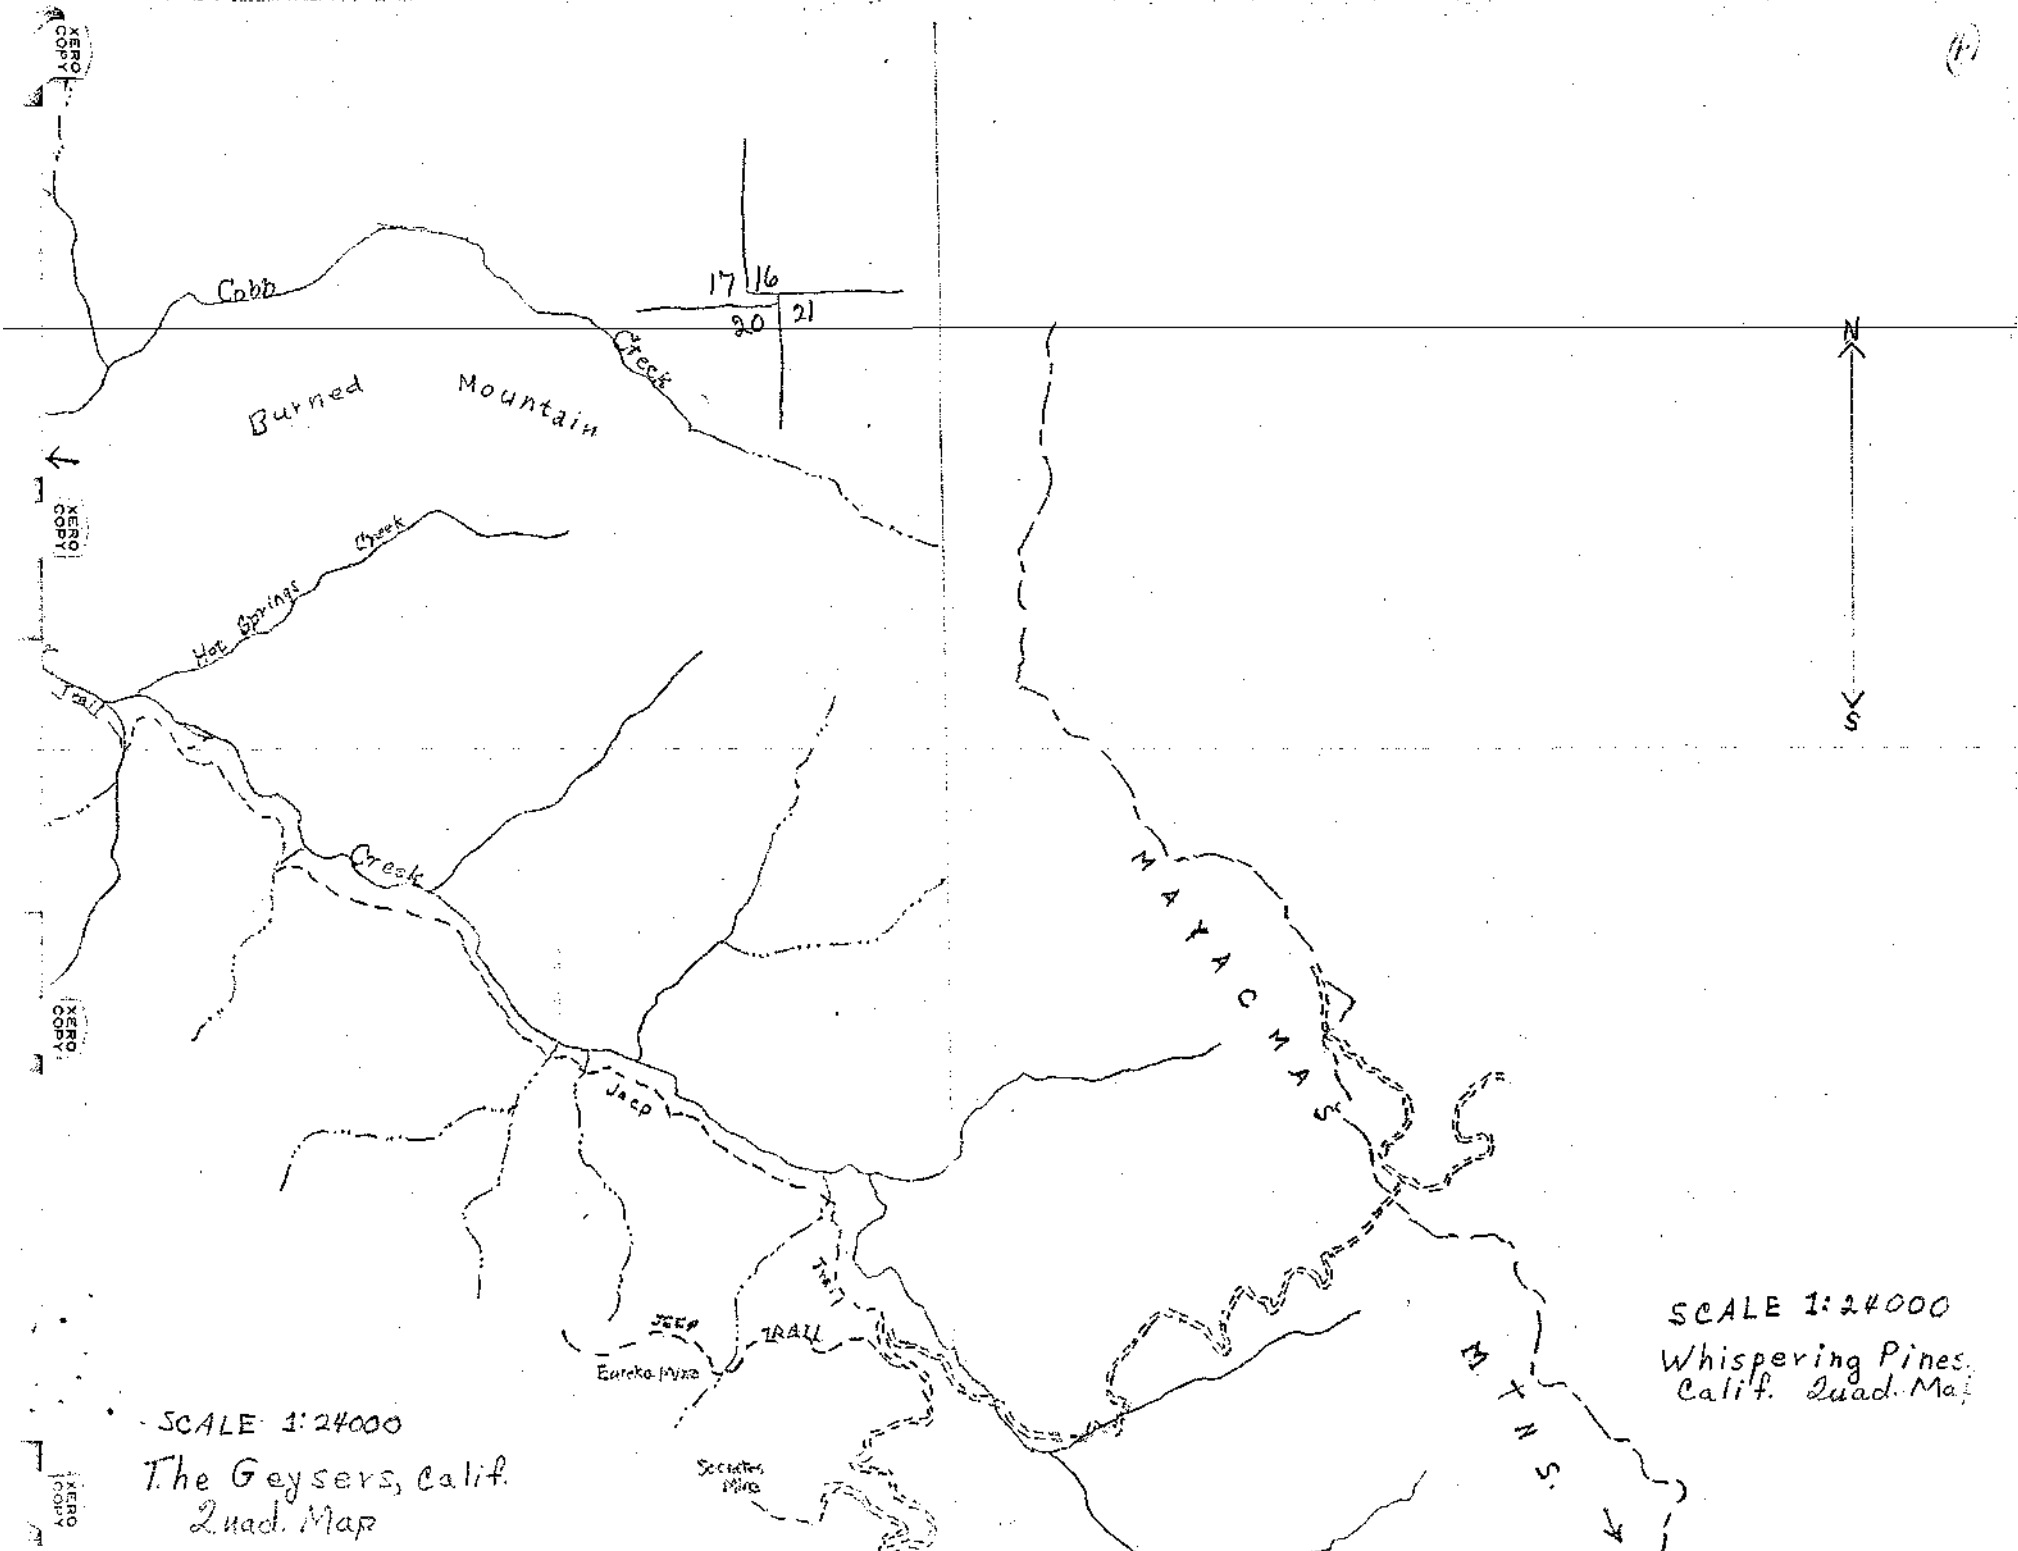 XERO
COPY
(1)
17 16
20 21
Cobb
Creek
N
S
Burned Mountain
XERO
COPY
Hot Springs Creek
Trail
Creek
MAYACMAS
XERO
COPY
Jeep
Trail
JEEP TRAIL
Eureka Mine
MTNS.
SCALE 1:24000
Whispering Pines,
Calif. Quad. Ma
SCALE 1:24000
The Geysers, Calif.
Quad. Map
Socrates
Mine
XERO
COPY